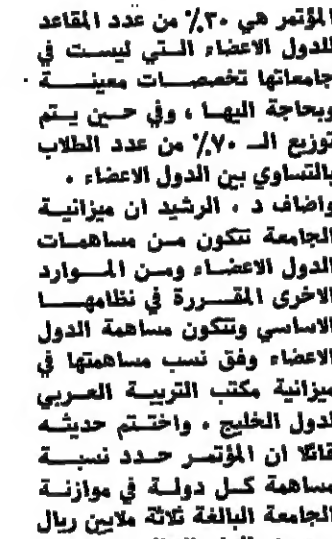 المؤتمر هي ٣٠٪ من عدد المقاعد
للدول الاعضاء التي ليست في
جامعاتها تخصصات معينة
وبحاجة اليها ، وفي حين يتم
توزيع الـ ٧٠٪ من عدد الطلاب
بالتساوي بين الدول الاعضاء .
واضاف د . الرشيد ان ميزانية
الجامعة تتكون من مساهمات
الدول الاعضاء ومن الموارد
الاخرى المقررة في نظامها
الاساسي وتتكون مساهمة الدول
الاعضاء وفق نسب مساهمتها في
ميزانية مكتب التربية العربي
لدول الخليج . واختتم حديثه
قائلا ان المؤتمر حدد نسبة
مساهمة كل دولة في موازنة
الجامعة البالغة ثلاثة ملايين ريال